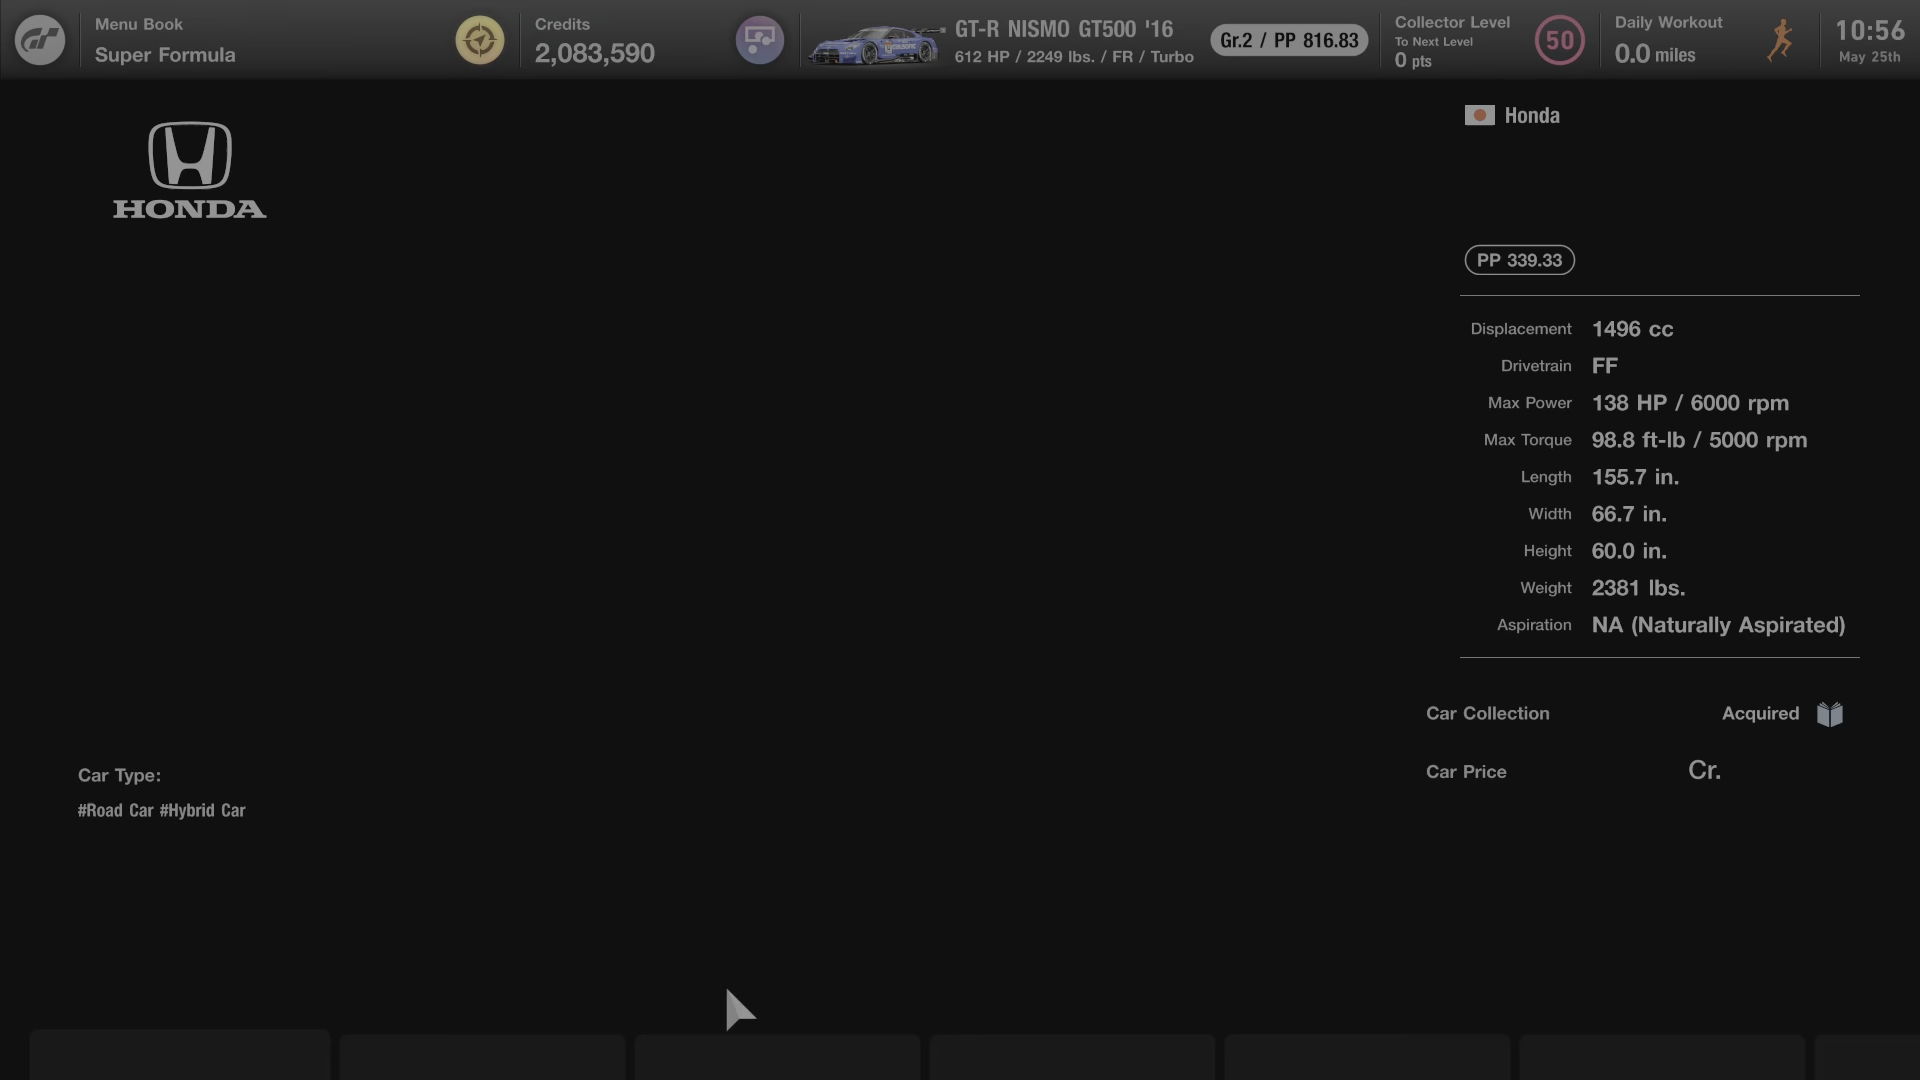 Menu Book
Super Formula
Credits
2,083,590
GT-R NISMO GT500 '16
612 HP / 2249 lbs. / FR / Turbo
Gr.2 / PP 816.83
Collector Level
To Next Level
0 pts
50
Daily Workout
0.0 miles
10:56
May 25th
HONDA
Honda
PP 339.33
Displacement 1496 cc
Drivetrain FF
Max Power 138 HP / 6000 rpm
Max Torque 98.8 ft-lb / 5000 rpm
Length 155.7 in.
Width 66.7 in.
Height 60.0 in.
Weight 2381 lbs.
Aspiration NA (Naturally Aspirated)
Car Collection Acquired
Car Price Cr.
Car Type:
#Road Car #Hybrid Car